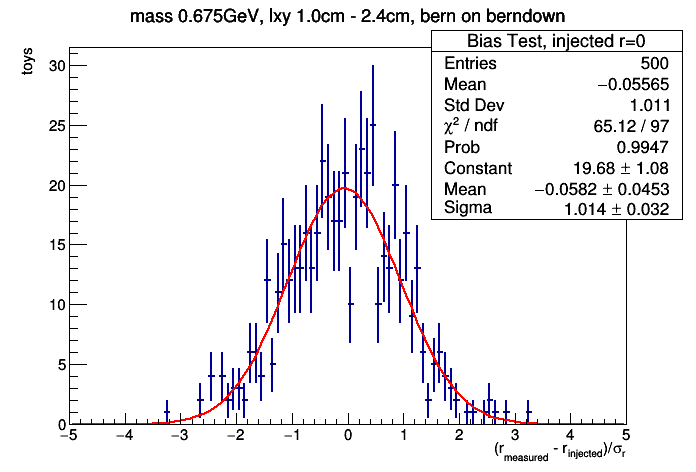 mass 0.675GeV, lxy 1.0cm - 2.4cm, bern on berndown
Bias Test, injected r=0
Entries 500
Mean −0.05565
Std Dev 1.011
χ² / ndf 65.12 / 97
Prob 0.9947
Constant 19.68 ± 1.08
Mean −0.0582 ± 0.0453
Sigma 1.014 ± 0.032
toys
30
25
20
15
10
5
0
−5 −4 −3 −2 −1 0 1 2 3 4 5
(r_measured - r_injected)/σ_r